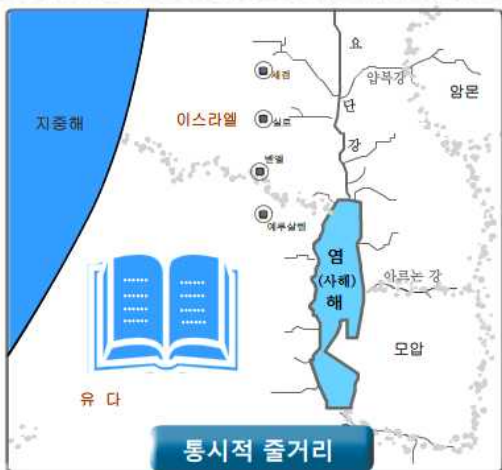 요
세겜
얍복강
암몬
지중해
이스라엘
실로
단
강
벧엘
예루살렘
염
(사해)
해
아르논 강
모압
유 다
통시적 줄거리